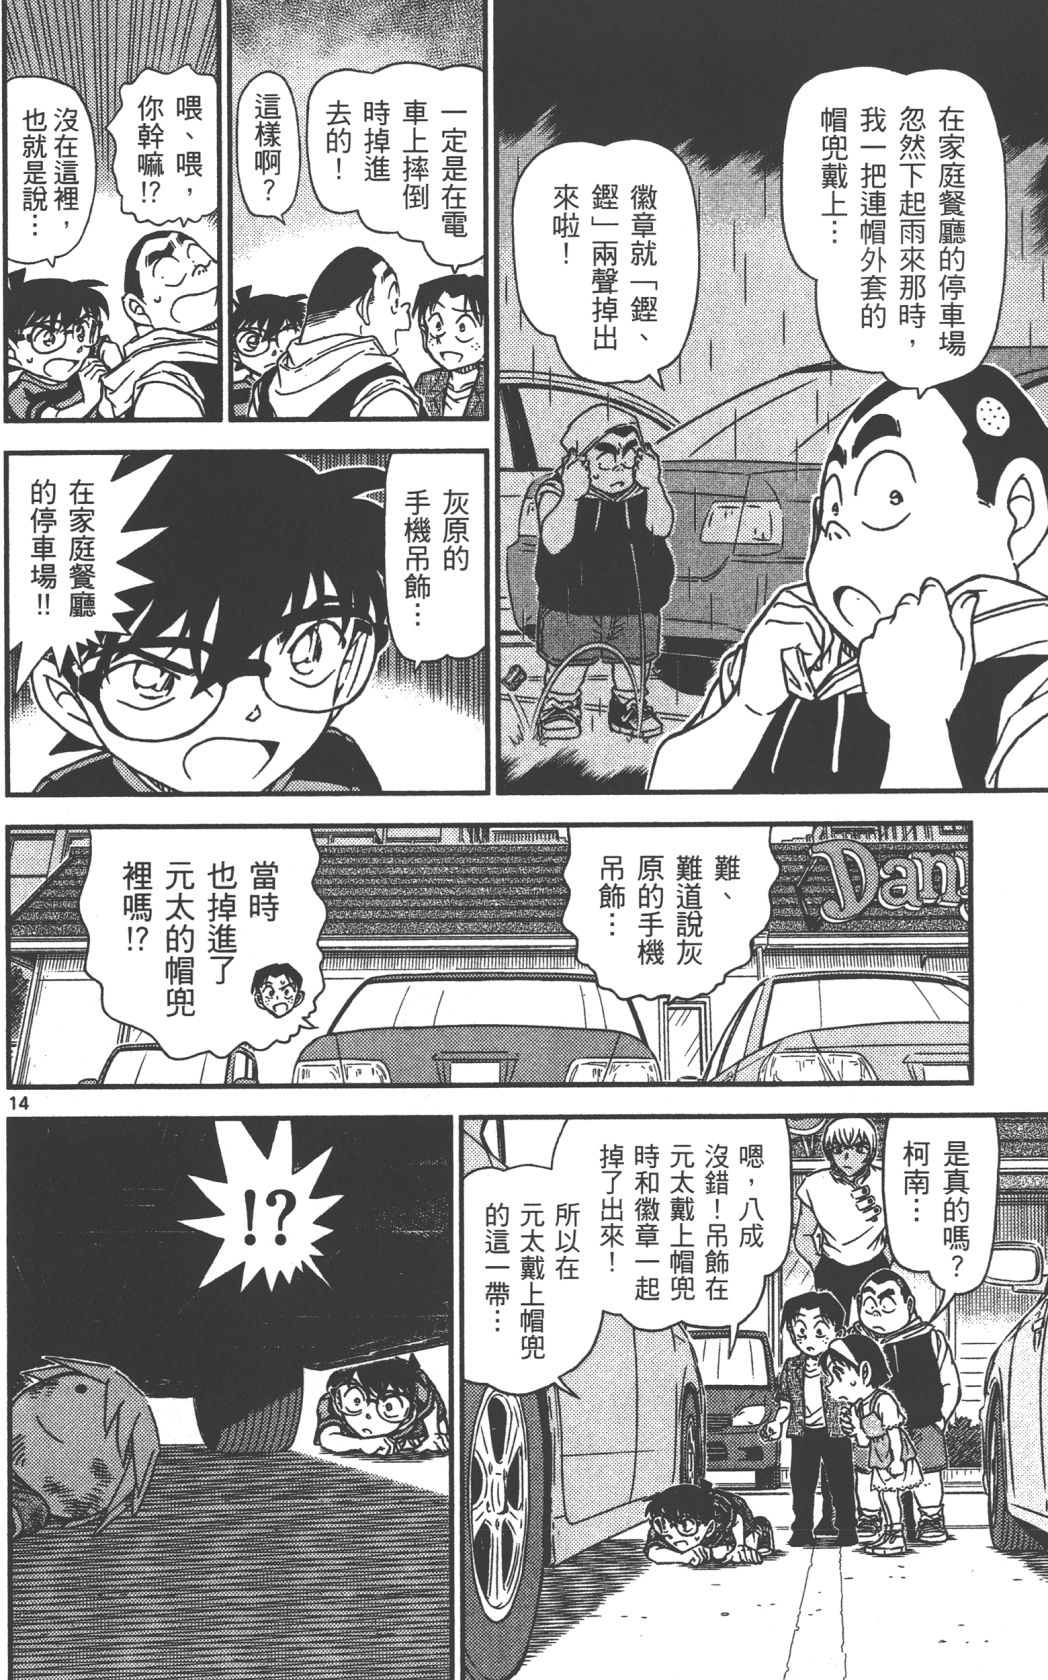 在家庭餐廳的停車場
忽然下起雨來那時，
我一把連帽外套的
帽兜戴上…
徽章就「鏗、
鏗」兩聲掉出
來啦！
一定是在電
車上摔倒
時掉進
去的！
這樣啊？
喂、喂，
你幹嘛!?
沒在這裡，
也就是說…
灰原的
手機吊飾…
在家庭餐廳
的停車場!!
難、
難道說灰
原的手機
吊飾…
Dan
當時
也掉進了
元太的帽兜
裡嗎!?
14
是真的嗎？
柯南…
嗯，八成
沒錯！吊飾在
元太戴上帽兜
時和徽章一起
掉了出來！
所以在
元太戴上帽兜
的這一帶…
!?